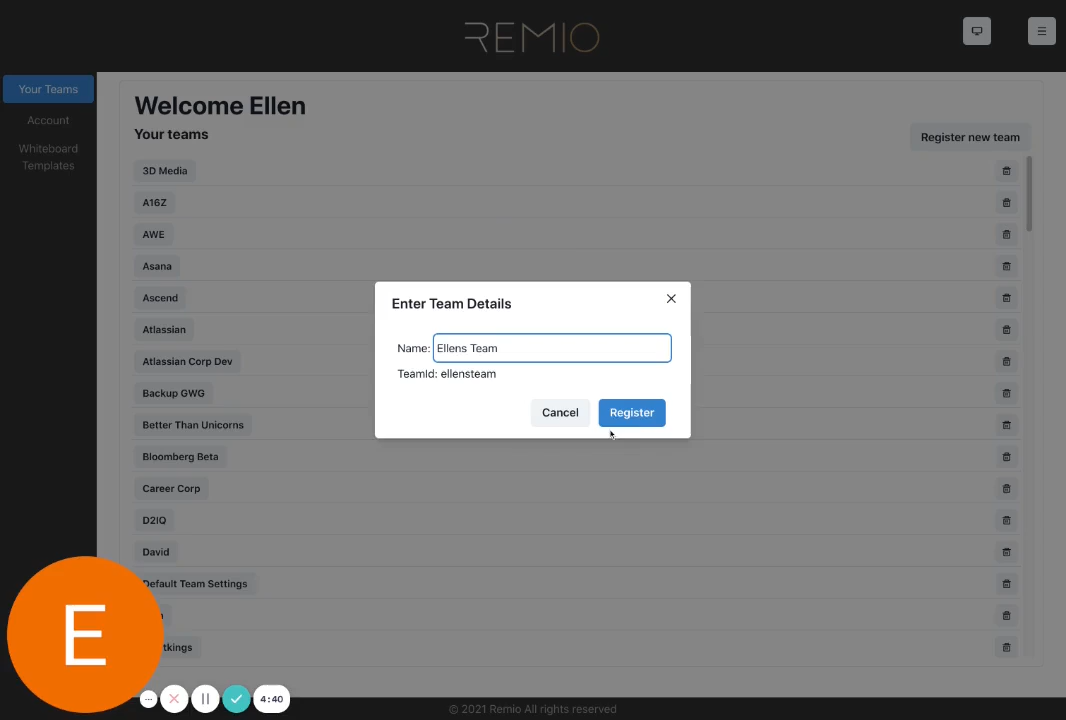 REMIO
Your Teams
Account
Whiteboard
Templates
Welcome Ellen
Your teams
Register new team
3D Media
A16Z
AWE
Asana
Ascend
Atlassian
Atlassian Corp Dev
Backup GWG
Better Than Unicorns
Bloomberg Beta
Career Corp
D2IQ
David
Default Team Settings
tkings
Enter Team Details
Name: Ellens Team
TeamId: ellensteam
Cancel
Register
E
4:40
© 2021 Remio All rights reserved